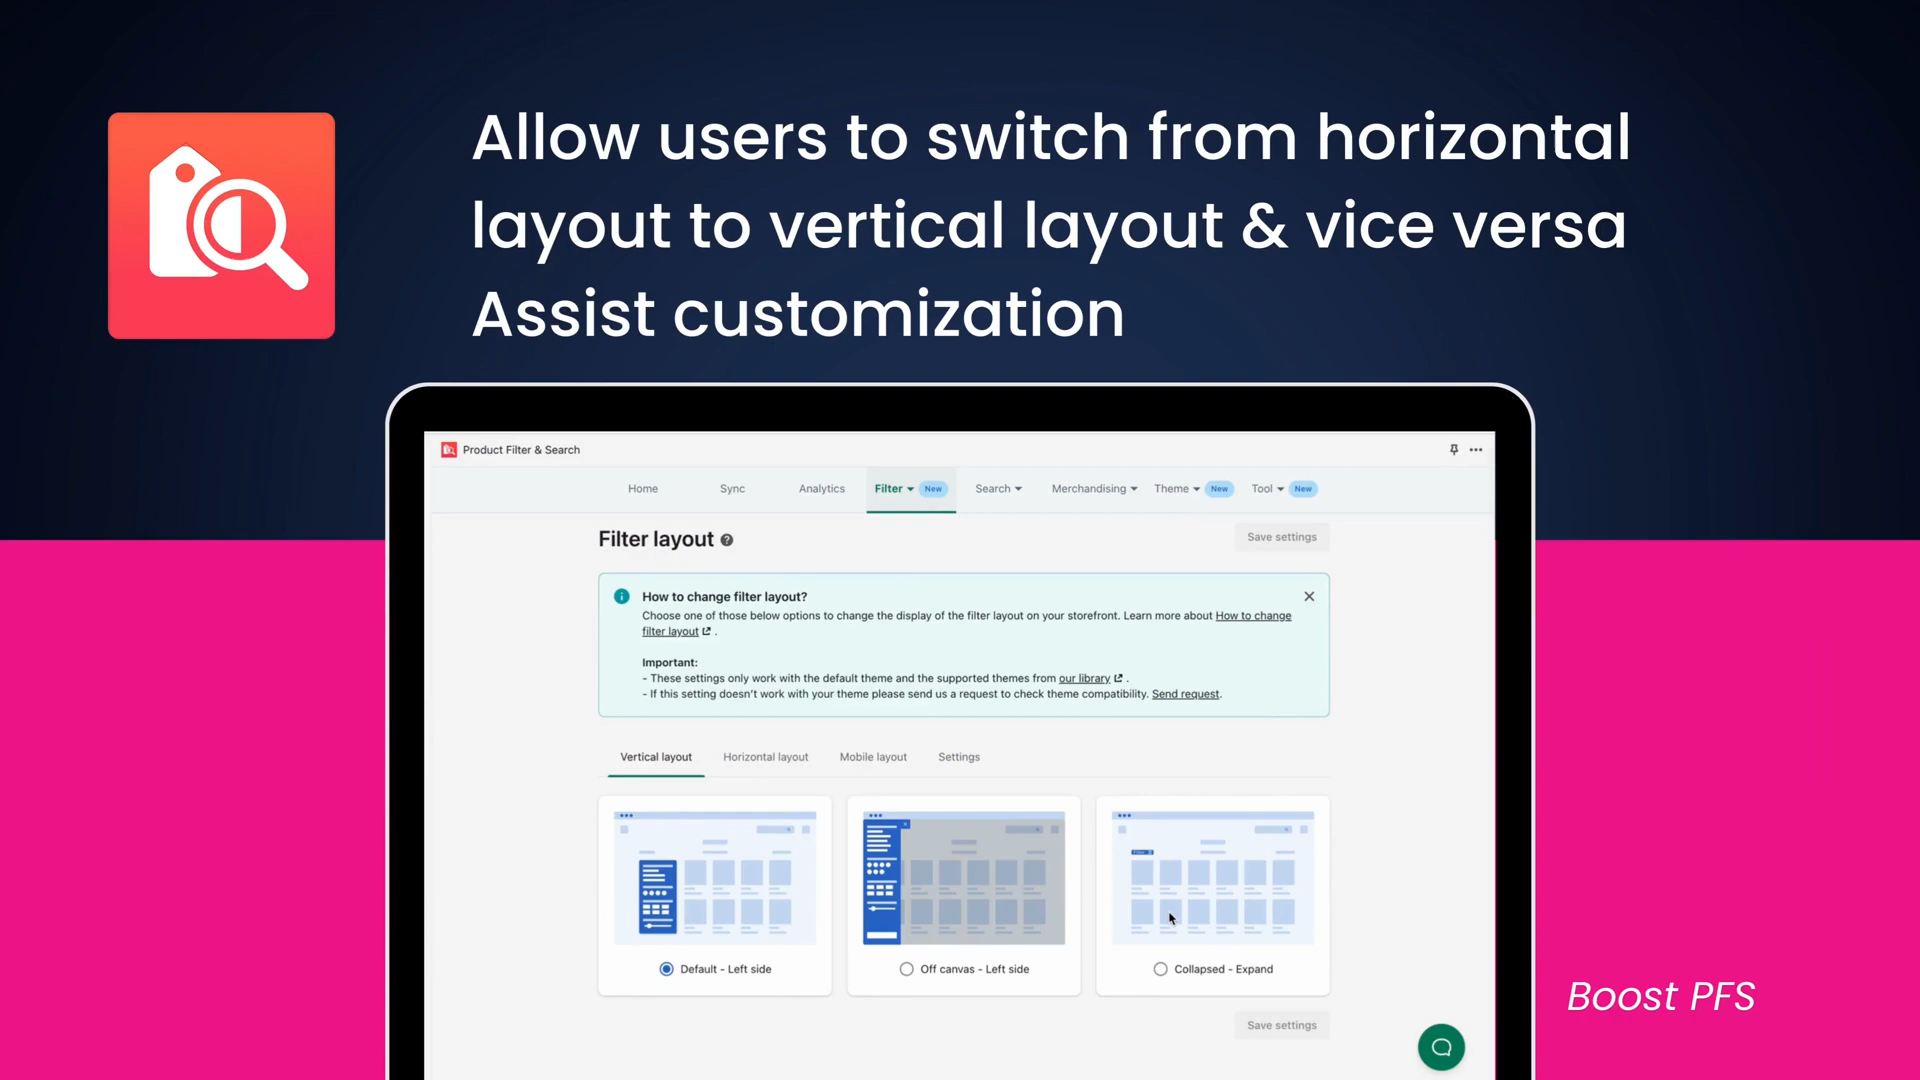 Allow users to switch from horizontal
layout to vertical layout & vice versa
Assist customization
Product Filter & Search
Home Sync Analytics Filter New Search Merchandising Theme New Tool New
Filter layout
Save settings
How to change filter layout?
Choose one of those below options to change the display of the filter layout on your storefront. Learn more about How to change
filter layout .
Important:
- These settings only work with the default theme and the supported themes from our library .
- If this setting doesn't work with your theme please send us a request to check theme compatibility. Send request.
Vertical layout Horizontal layout Mobile layout Settings
Default - Left side Off canvas - Left side Collapsed - Expand
Save settings
Boost PFS